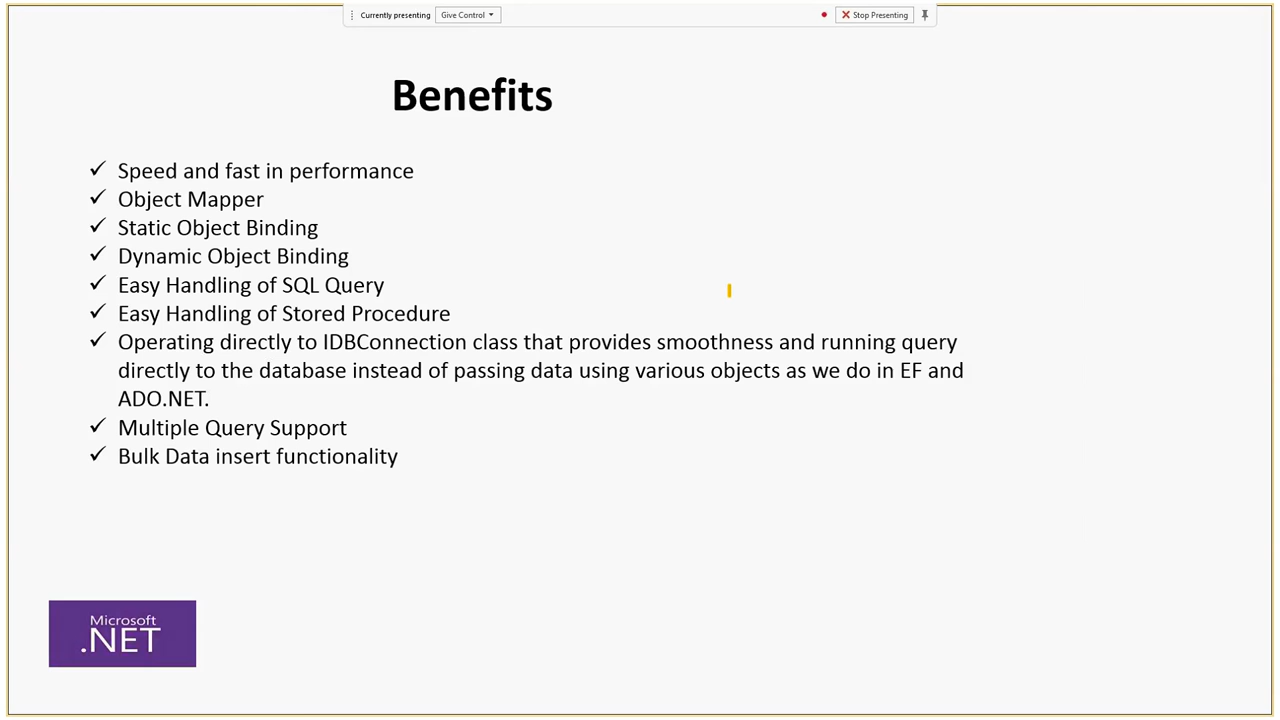 Currently presenting Give Control Stop Presenting
Benefits
✓ Speed and fast in performance
✓ Object Mapper
✓ Static Object Binding
✓ Dynamic Object Binding
✓ Easy Handling of SQL Query
✓ Easy Handling of Stored Procedure
✓ Operating directly to IDBConnection class that provides smoothness and running query
directly to the database instead of passing data using various objects as we do in EF and
ADO.NET.
✓ Multiple Query Support
✓ Bulk Data insert functionality
Microsoft
.NET